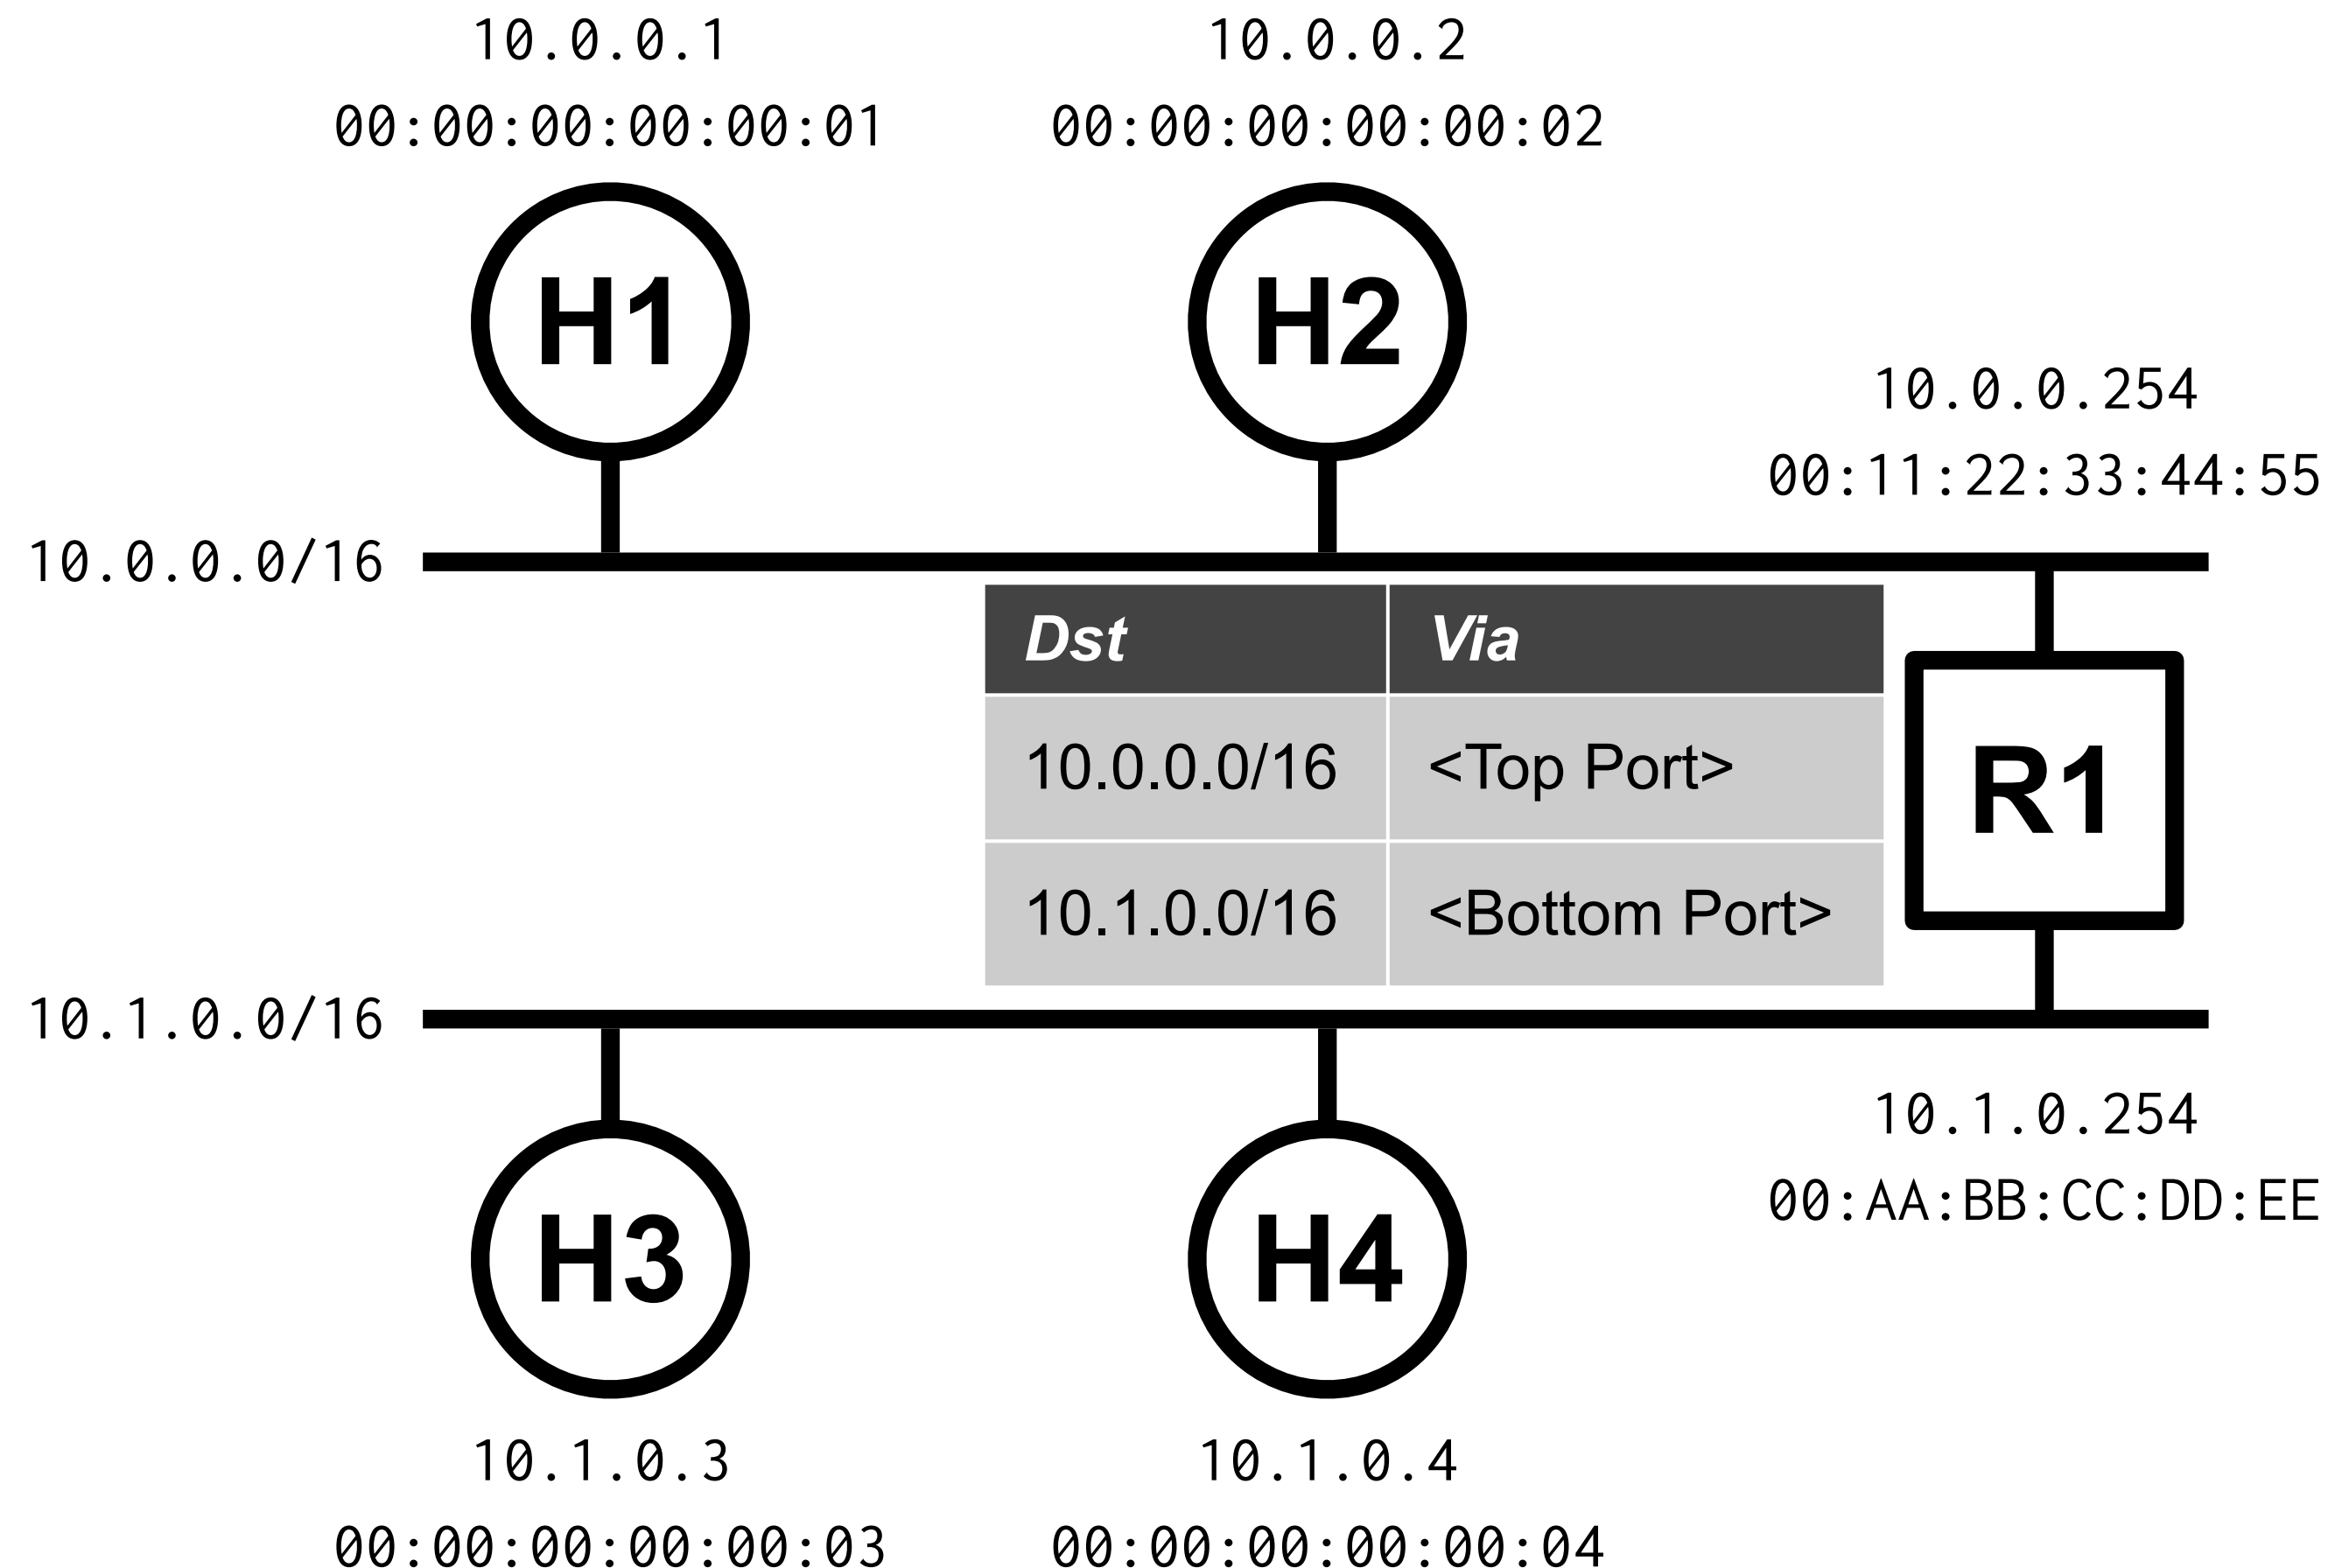 10.0.0.1
00:00:00:00:00:01
10.0.0.2
00:00:00:00:00:02
H1
H2
10.0.0.254
00:11:22:33:44:55
10.0.0.0/16
Dst Via
10.0.0.0/16 <Top Port>
10.1.0.0/16 <Bottom Port>
R1
10.1.0.0/16
10.1.0.254
00:AA:BB:CC:DD:EE
H3
H4
10.1.0.3
00:00:00:00:00:03
10.1.0.4
00:00:00:00:00:04